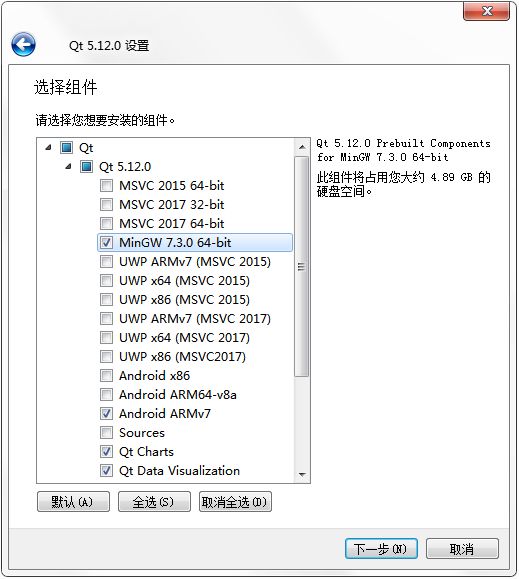 Qt 5.12.0 设置
选择组件
请选择您想要安装的组件。
Qt
Qt 5.12.0
MSVC 2015 64-bit
MSVC 2017 32-bit
MSVC 2017 64-bit
MinGW 7.3.0 64-bit
UWP ARMv7 (MSVC 2015)
UWP x64 (MSVC 2015)
UWP x86 (MSVC 2015)
UWP ARMv7 (MSVC 2017)
UWP x64 (MSVC 2017)
UWP x86 (MSVC2017)
Android x86
Android ARM64-v8a
Android ARMv7
Sources
Qt Charts
Qt Data Visualization
Qt 5.12.0 Prebuilt Components
for MinGW 7.3.0 64-bit
此组件将占用您大约 4.89 GB 的
硬盘空间。
默认(A)
全选(S)
取消全选(D)
下一步(N)
取消